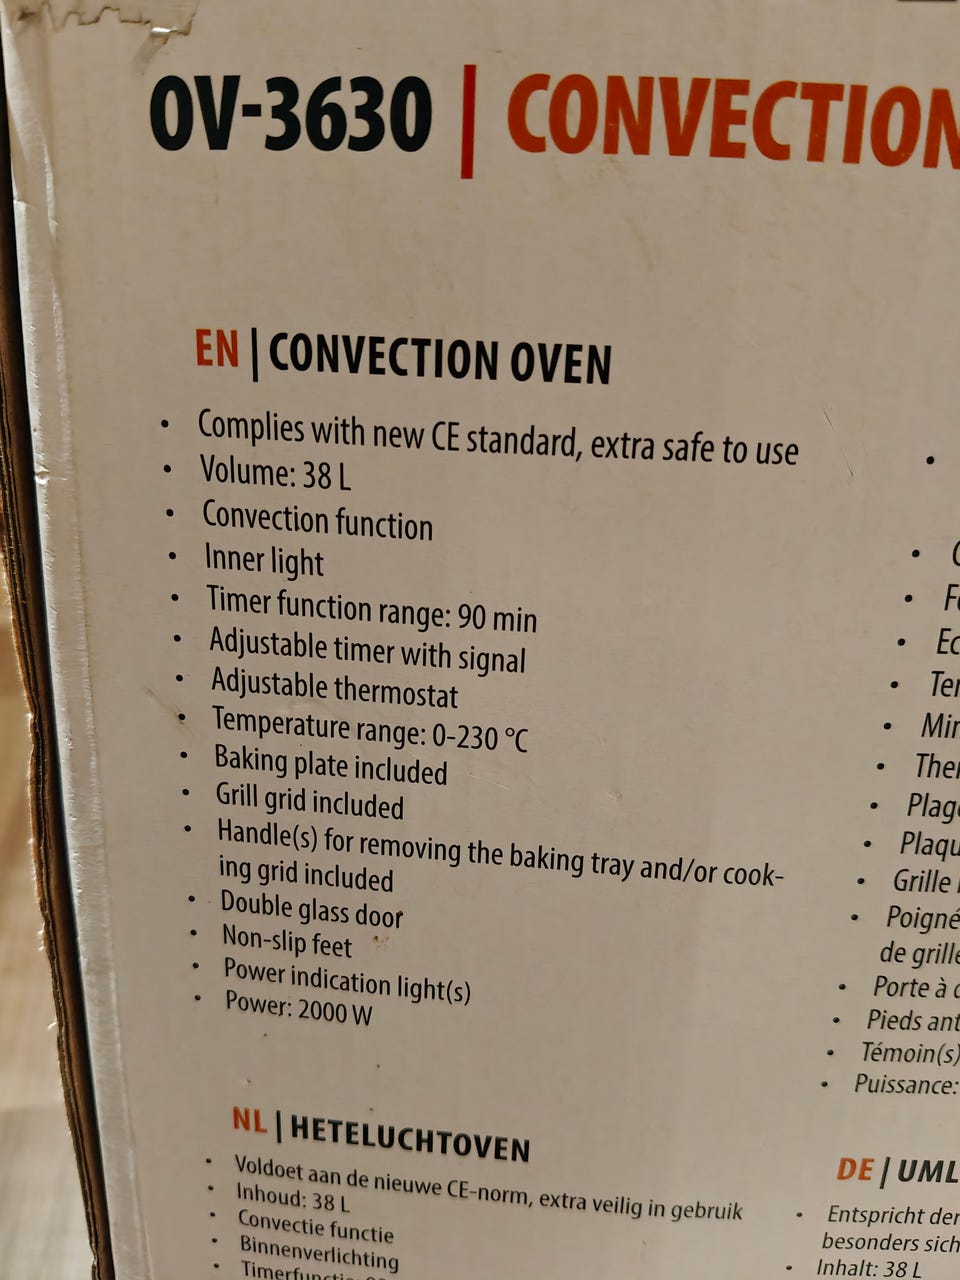 OV-3630 | CONVECTION
EN | CONVECTION OVEN
• Complies with new CE standard, extra safe to use
• Volume: 38 L
• Convection function
• Inner light
• Timer function range: 90 min
• Adjustable timer with signal
• Adjustable thermostat
• Temperature range: 0-230 °C
• Baking plate included
• Grill grid included
• Handle(s) for removing the baking tray and/or cook-
ing grid included
• Double glass door
• Non-slip feet
• Power indication light(s)
• Power: 2000 W
NL | HETELUCHTOVEN
• Voldoet aan de nieuwe CE-norm, extra veilig in gebruik
• Inhoud: 38 L
• Convectie functie
• Binnenverlichting
• Grille
• Poigné
de grille
• Porte à
• Pieds ant
• Témoin(s)
• Puissance:
DE | UML
• Entspricht der
besonders sich
• Inhalt: 38 L